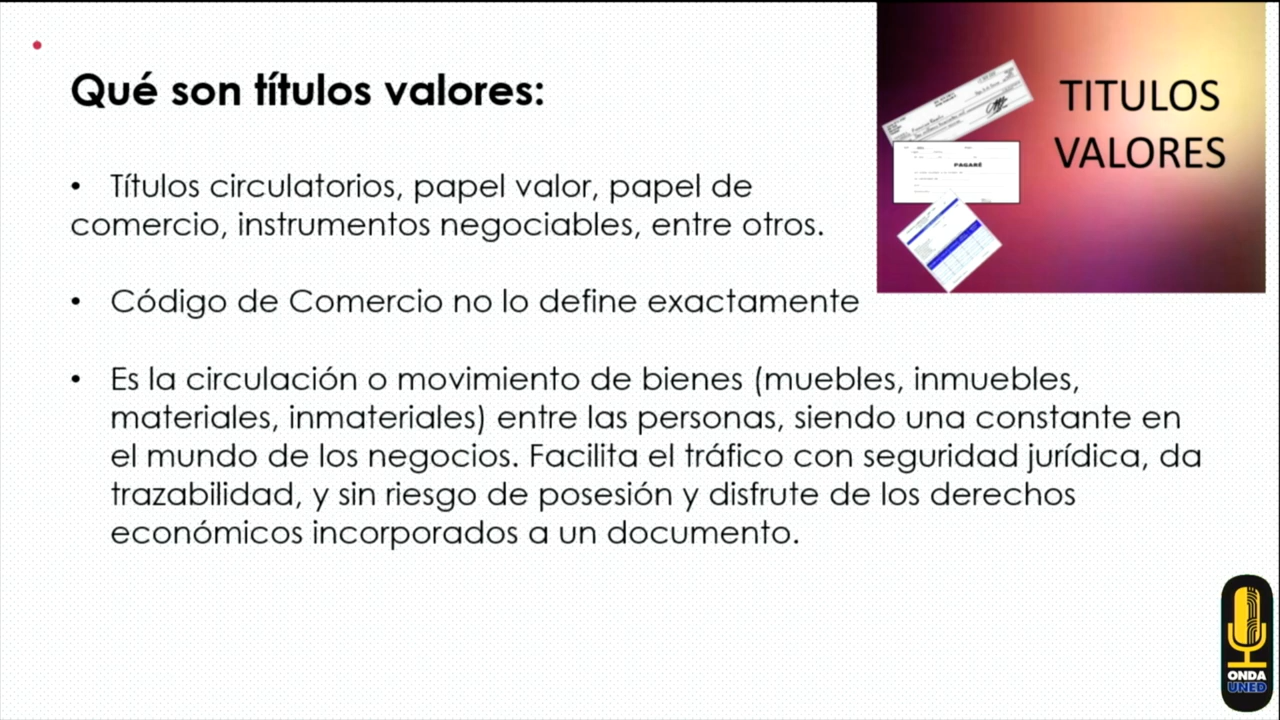 Qué son títulos valores:
TITULOS
VALORES
PAGARÉ
• Títulos circulatorios, papel valor, papel de
comercio, instrumentos negociables, entre otros.
• Código de Comercio no lo define exactamente
• Es la circulación o movimiento de bienes (muebles, inmuebles,
materiales, inmateriales) entre las personas, siendo una constante en
el mundo de los negocios. Facilita el tráfico con seguridad jurídica, da
trazabilidad, y sin riesgo de posesión y disfrute de los derechos
económicos incorporados a un documento.
ONDA
UNED